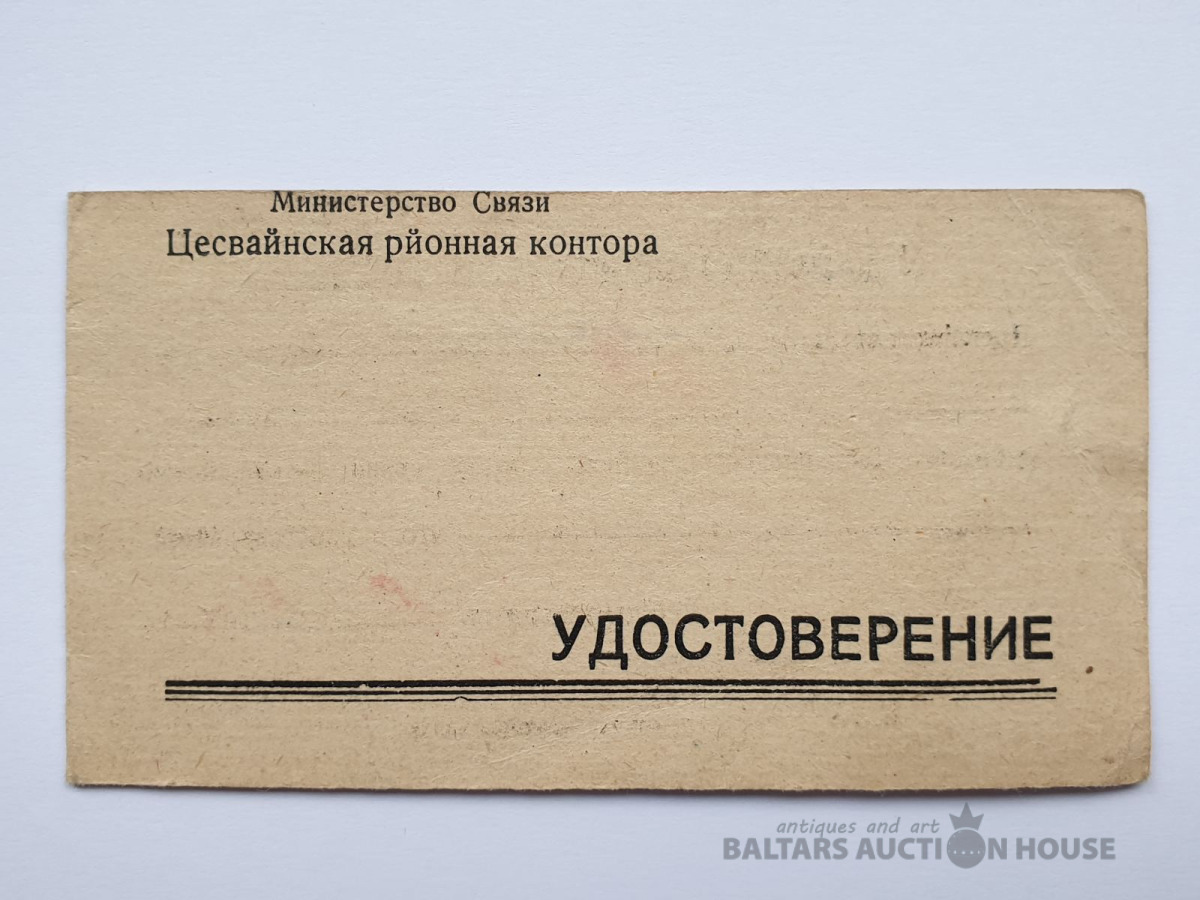 Министерство Связи
Цесвайнская рйонная контора
УДОСТОВЕРЕНИЕ
antiques and art
BALTARS AUCTION HOUSE